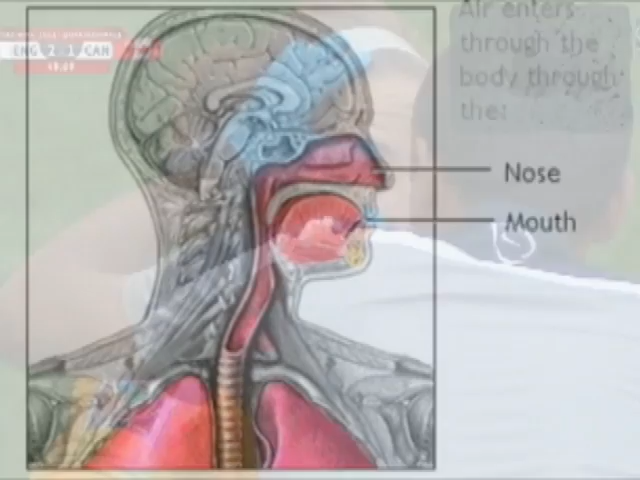 Air enters
through the
body through
the:
ENG 2 1 CAN
Nose
Mouth